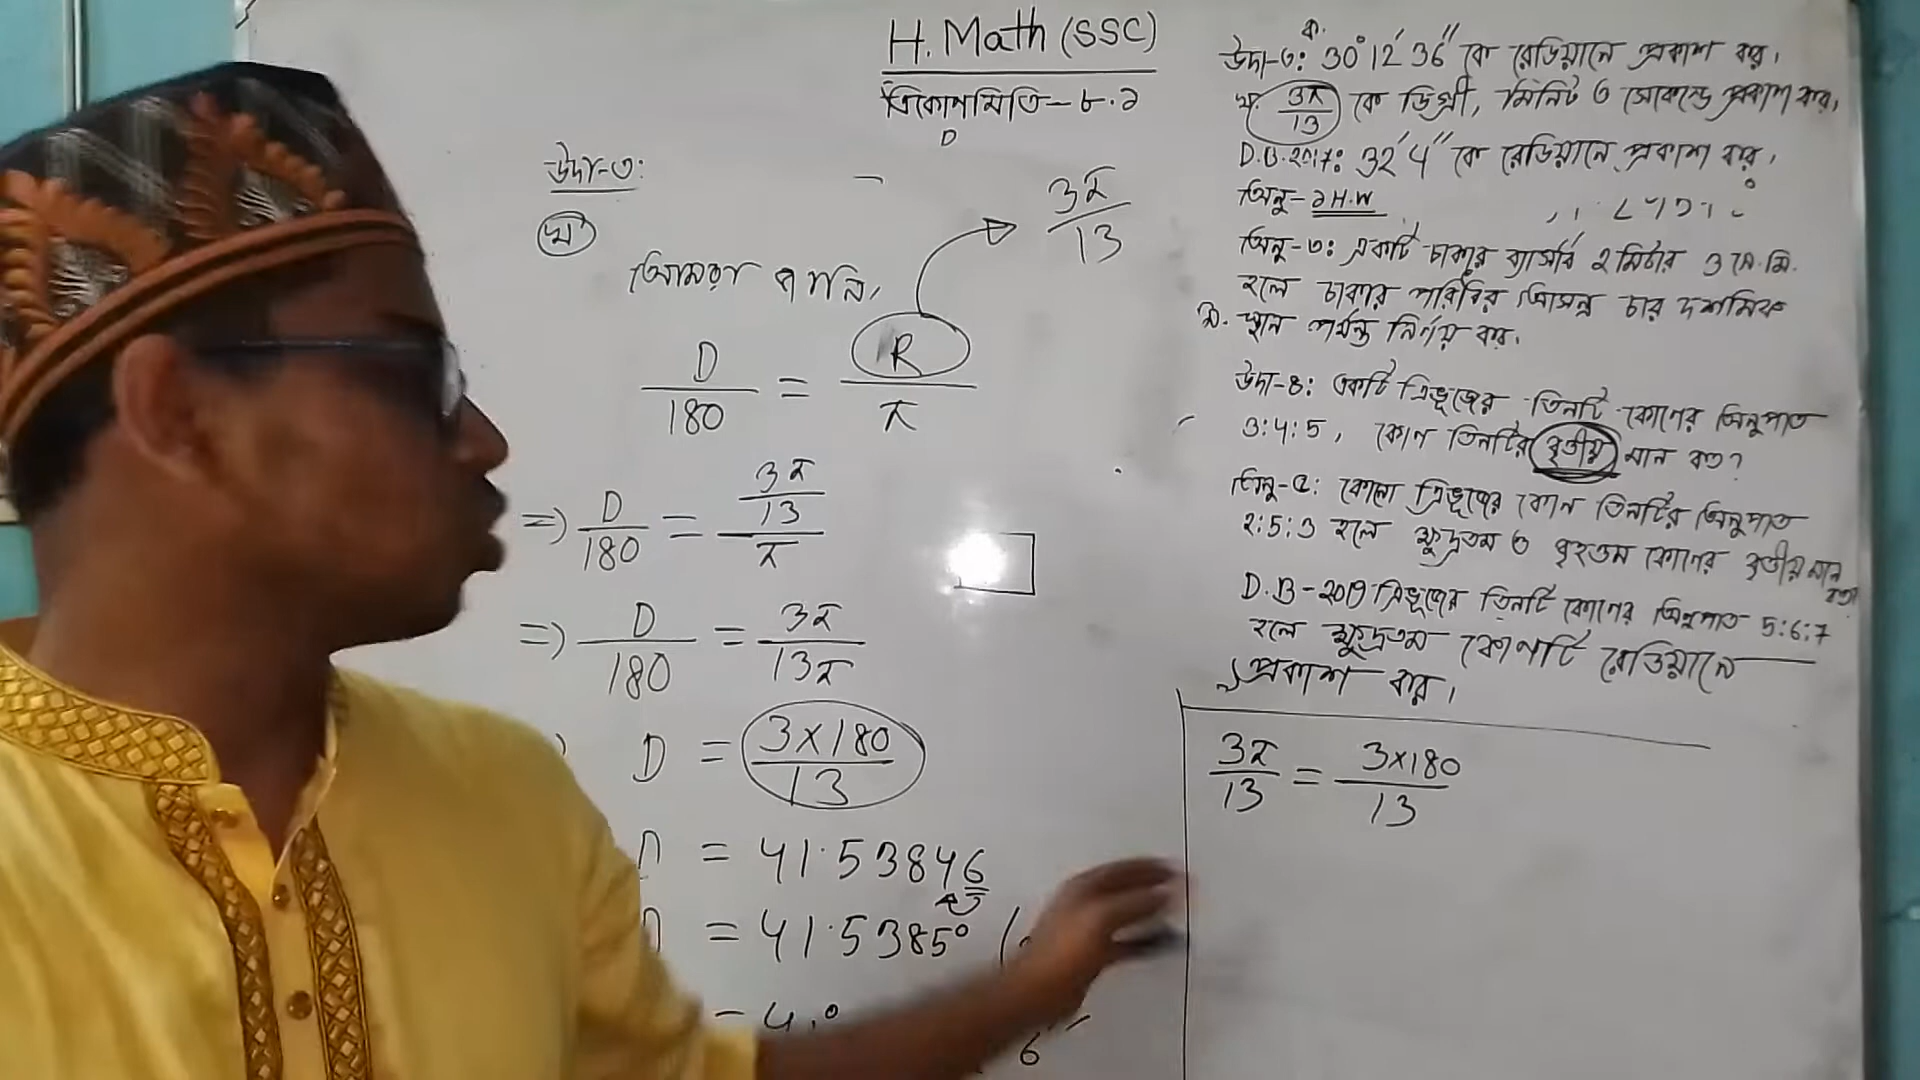 H. Math (SSC)
ত্রিকোণমিতি – ৮.১
D
উদা-৩:
খ
আমরা জানি,
D/180 = R/π
3π/13
=> D/180 = (3π/13)/π
=> D/180 = 3π/13π
D = (3×180)/13
D = 41.53846
= 41.5385°
উদা-৩: ক. 30°12′36″ কে রেডিয়ানে প্রকাশ কর।
খ. 3π/13 কে ডিগ্রী, মিনিট ও সেকেন্ডে প্রকাশ কর।
D.B. 2017: 32′4″ কে রেডিয়ানে প্রকাশ কর।
অনু-১ H.W
অনু-৩: একটি চাকার ব্যাসার্ধ ২ মিটার 3 সে.মি.
হলে চাকার পরিধির আসন্ন চার দশমিক
স্থান পর্যন্ত নির্ণয় কর।
উদা-৪: একটি ত্রিভুজের তিনটি কোণের অনুপাত
3:4:5, কোণ তিনটির বৃত্তীয় মান কত?
অনু-৫: কোনো ত্রিভুজের কোণ তিনটির অনুপাত
২:5:3 হলে ক্ষুদ্রতম ও বৃহত্তম কোণের বৃত্তীয় মান কত?
D.B – 2019 ত্রিভুজের তিনটি কোণের অনুপাত 5:6:7
হলে ক্ষুদ্রতম কোণটি রেডিয়ানে
প্রকাশ কর।
3π/13 = (3×180)/13